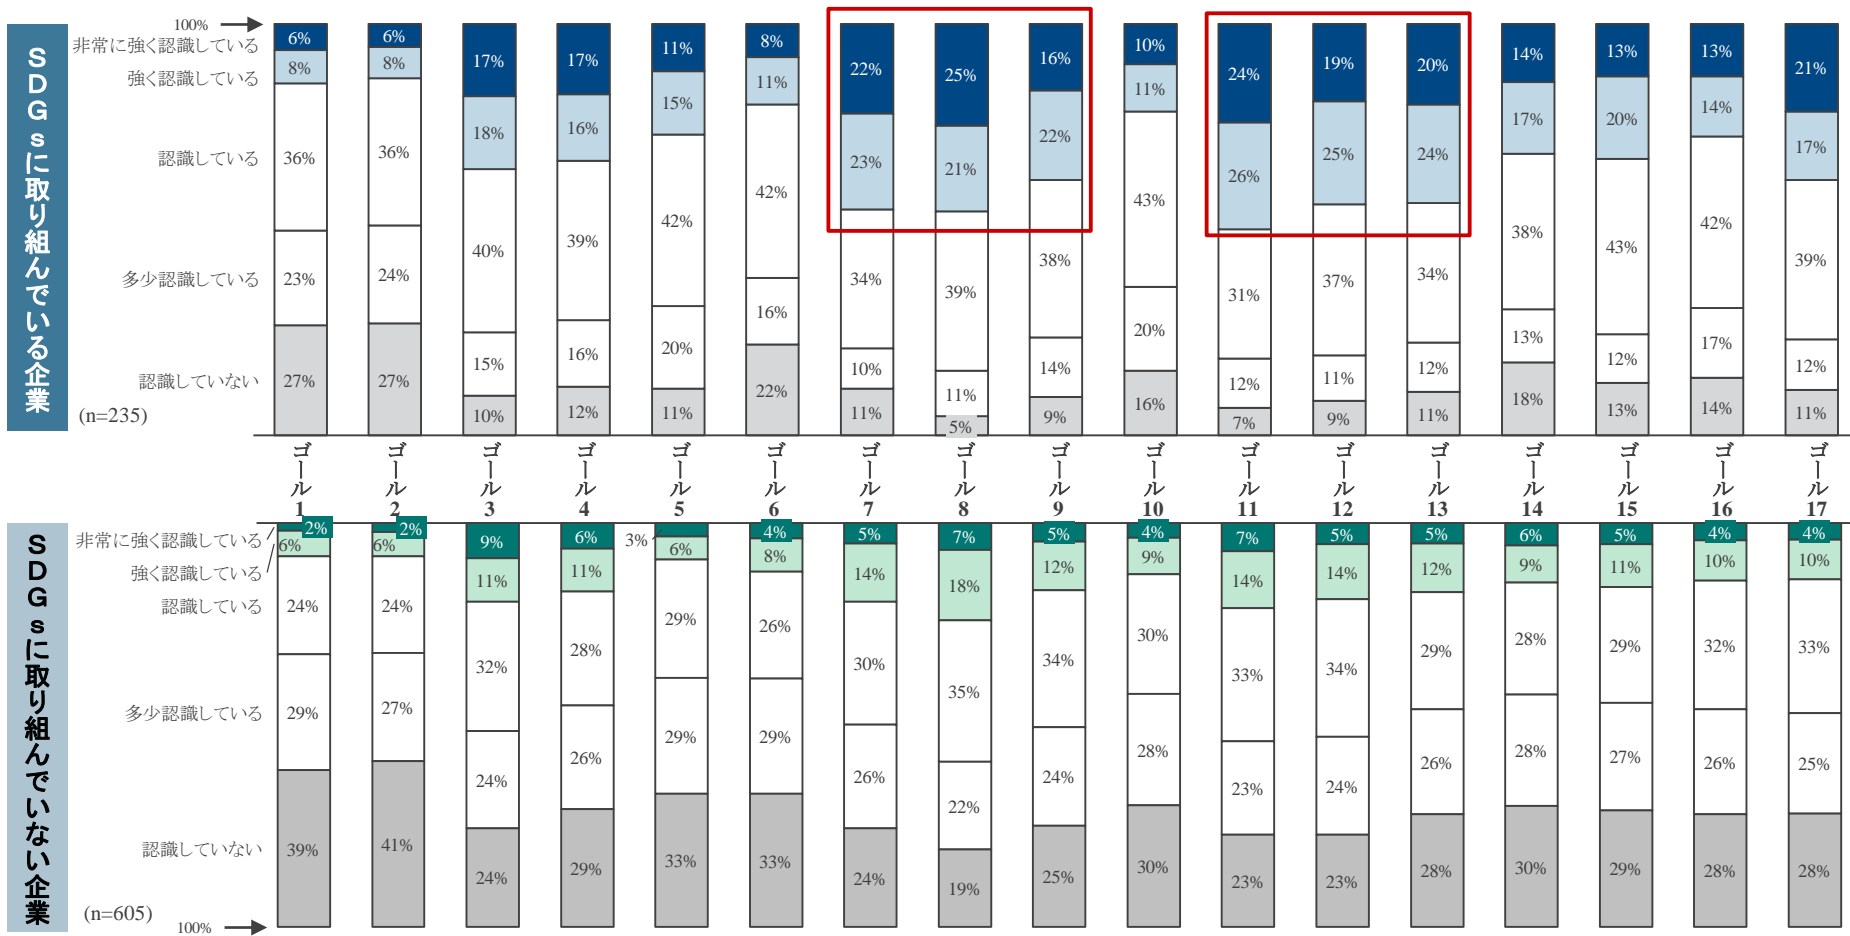 SDGsに取り組んでいる企業
100%
非常に強く認識している
強く認識している
認識している
多少認識している
認識していない
(n=235)
6% 6% 17% 17% 11% 8% 22% 25% 16% 10% 24% 19% 20% 14% 13% 13% 21%
8% 8% 18% 16% 15% 11% 23% 21% 22% 11% 26% 25% 24% 17% 20% 14% 17%
36% 36% 40% 39% 42% 42% 34% 39% 38% 43% 31% 37% 34% 38% 43% 42% 39%
23% 24% 15% 16% 20% 16% 10% 11% 14% 20% 12% 11% 12% 13% 12% 17% 12%
27% 27% 10% 12% 11% 22% 11% 5% 9% 16% 7% 9% 11% 18% 13% 14% 11%
ゴール1 ゴール2 ゴール3 ゴール4 ゴール5 ゴール6 ゴール7 ゴール8 ゴール9 ゴール10 ゴール11 ゴール12 ゴール13 ゴール14 ゴール15 ゴール16 ゴール17
SDGsに取り組んでいない企業
非常に強く認識している
強く認識している
認識している
多少認識している
認識していない
(n=605)
100%
2% 2% 9% 6% 3% 4% 5% 7% 5% 4% 7% 5% 5% 6% 5% 4% 4%
6% 6% 11% 11% 6% 8% 14% 18% 12% 9% 14% 14% 12% 9% 11% 10% 10%
24% 24% 32% 28% 29% 26% 30% 35% 34% 30% 33% 34% 29% 28% 29% 32% 33%
29% 27% 24% 26% 29% 29% 26% 22% 24% 28% 23% 24% 26% 28% 27% 26% 25%
39% 41% 24% 29% 33% 33% 24% 19% 25% 30% 23% 23% 28% 30% 29% 28% 28%